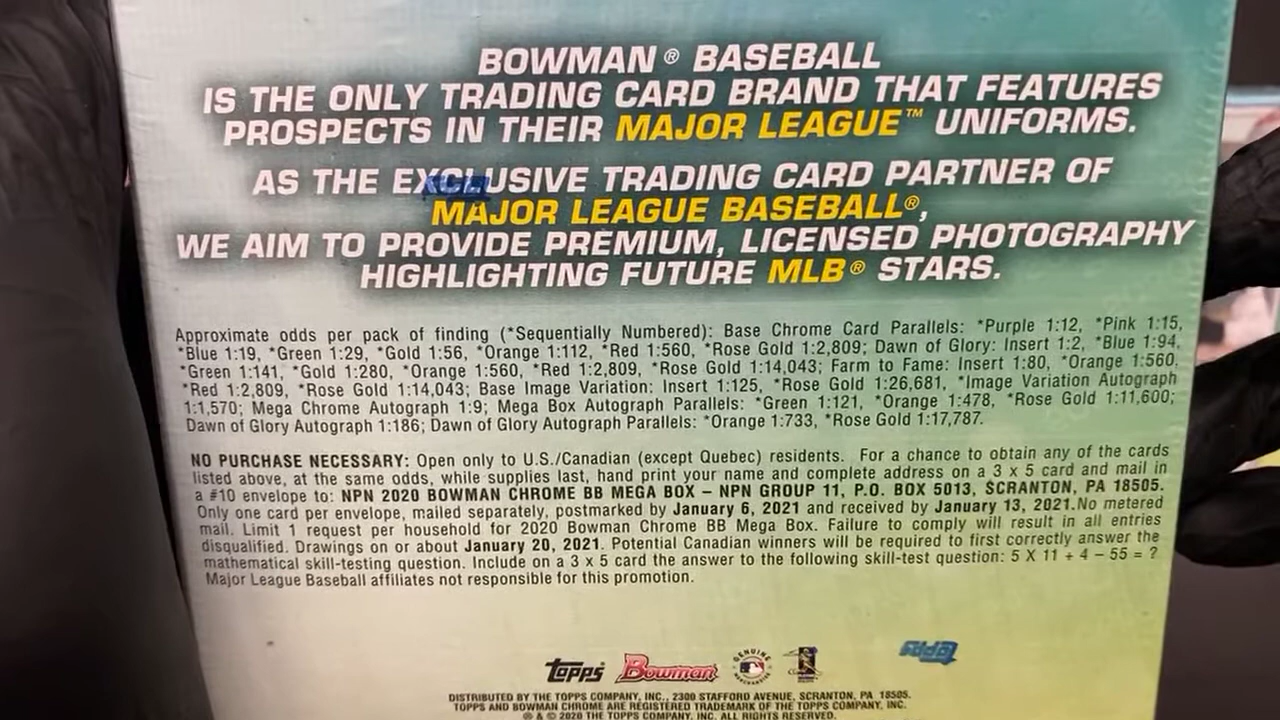 BOWMAN® BASEBALL
IS THE ONLY TRADING CARD BRAND THAT FEATURES
PROSPECTS IN THEIR MAJOR LEAGUE™ UNIFORMS.
AS THE EXCLUSIVE TRADING CARD PARTNER OF
MAJOR LEAGUE BASEBALL®,
WE AIM TO PROVIDE PREMIUM, LICENSED PHOTOGRAPHY
HIGHLIGHTING FUTURE MLB® STARS.
Approximate odds per pack of finding (*Sequentially Numbered): Base Chrome Card Parallels: *Purple 1:12, *Pink 1:15,
*Blue 1:19, *Green 1:29, *Gold 1:56, *Orange 1:112, *Red 1:560, *Rose Gold 1:2,809; Dawn of Glory: Insert 1:2, *Blue 1:94,
*Green 1:141, *Gold 1:280, *Orange 1:560, *Red 1:2,809, *Rose Gold 1:14,043; Farm to Fame: Insert 1:80, *Orange 1:560,
*Red 1:2,809, *Rose Gold 1:14,043; Base Image Variation: Insert 1:125, *Rose Gold 1:26,681, *Image Variation Autograph
1:1,570; Mega Chrome Autograph 1:9; Mega Box Autograph Parallels: *Green 1:121, *Orange 1:478, *Rose Gold 1:11,600;
Dawn of Glory Autograph 1:186; Dawn of Glory Autograph Parallels: *Orange 1:733, *Rose Gold 1:17,787.
NO PURCHASE NECESSARY: Open only to U.S./Canadian (except Quebec) residents. For a chance to obtain any of the cards
listed above, at the same odds, while supplies last, hand print your name and complete address on a 3 x 5 card and mail in
a #10 envelope to: NPN 2020 BOWMAN CHROME BB MEGA BOX – NPN GROUP 11, P.O. BOX 5013, SCRANTON, PA 18505.
Only one card per envelope, mailed separately, postmarked by January 6, 2021 and received by January 13, 2021.No metered
mail. Limit 1 request per household for 2020 Bowman Chrome BB Mega Box. Failure to comply will result in all entries
disqualified. Drawings on or about January 20, 2021. Potential Canadian winners will be required to first correctly answer the
mathematical skill-testing question. Include on a 3 x 5 card the answer to the following skill-test question: 5 X 11 + 4 – 55 = ?
Major League Baseball affiliates not responsible for this promotion.
Topps Bowman GENUINE MERCHANDISE
DISTRIBUTED BY THE TOPPS COMPANY, INC., 2300 STAFFORD AVENUE, SCRANTON, PA 18505.
TOPPS AND BOWMAN CHROME ARE REGISTERED TRADEMARK OF THE TOPPS COMPANY, INC.
® & © 2020 THE TOPPS COMPANY, INC. ALL RIGHTS RESERVED.